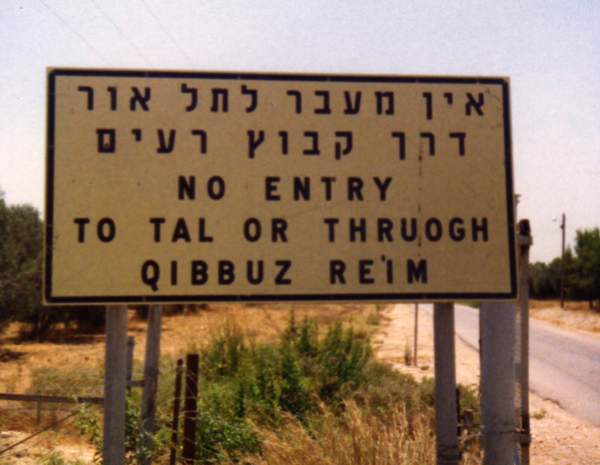 אין מעבר לתל אור
דרך קבוץ רעים
NO ENTRY
TO TAL OR THRUOGH
QIBBUZ RE'IM